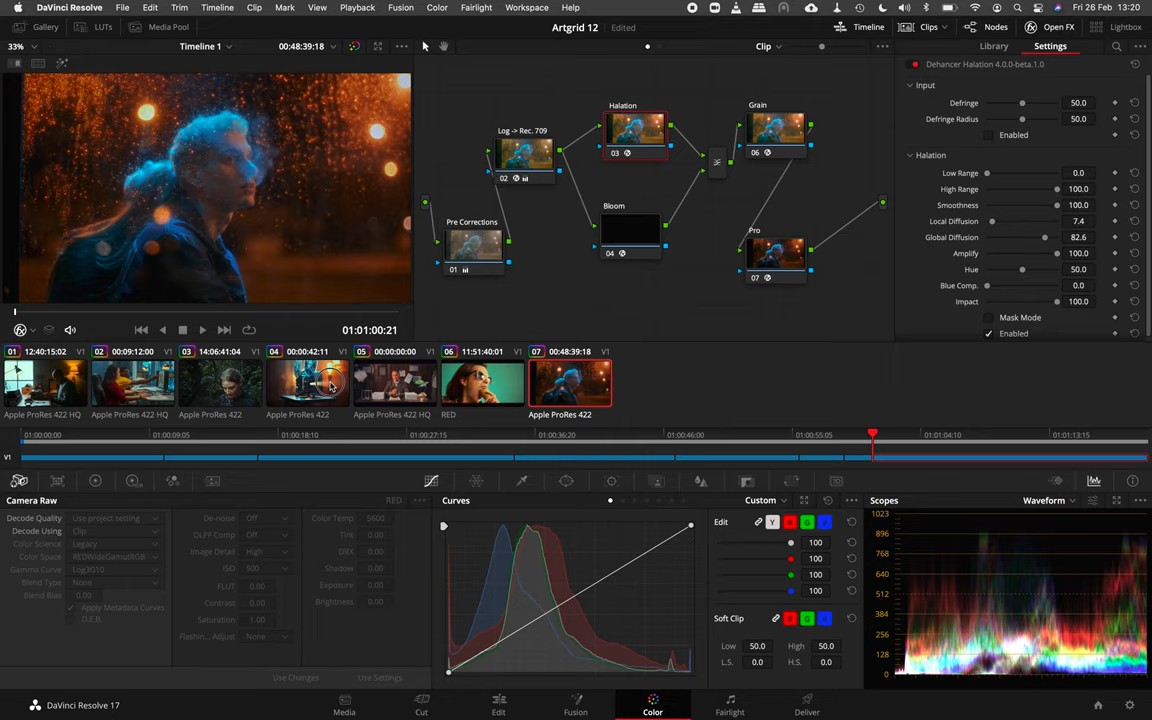 DaVinci Resolve File Edit Trim Timeline Clip Mark View Playback Fusion Color Fairlight Workspace Help Fri 26 Feb 13:20
Gallery LUTs Media Pool Artgrid 12 Edited Timeline Clips Nodes Open FX Lightbox
33% Timeline 1 00:48:39:18 Clip Library Settings
Dehancer Halation 4.0.0-beta.1.0
Input
Defringe 50.0
Defringe Radius 50.0
Enabled
Halation
Low Range 0.0
High Range 100.0
Smoothness 100.0
Local Diffusion 7.4
Global Diffusion 82.6
Amplify 100.0
Hue 50.0
Blue Comp. 0.0
Impact 100.0
Mask Mode
Enabled
Halation
03
Grain
06
Log -> Rec. 709
02
Bloom
04
Pre Corrections
01
Pro
07
01:01:00:21
01 12:40:15:02 V1 02 00:09:12:00 V1 03 14:06:41:04 V1 04 00:00:42:11 V1 05 00:00:00:00 V1 06 11:51:40:01 V1 07 00:48:39:18 V1
Apple ProRes 422 HQ Apple ProRes 422 HQ Apple ProRes 422 Apple ProRes 422 Apple ProRes 422 HQ RED Apple ProRes 422
01:00:00:00 01:00:09:05 01:00:18:10 01:00:27:15 01:00:36:20 01:00:46:00 01:00:55:05 01:01:04:10 01:01:13:15
V1
Camera Raw RED
Decode Quality Use project setting
Decode Using Clip
Color Science Legacy
Color Space REDWideGamutRGB
Gamma Curve Log3G10
Blend Type None
Blend Bias 0.00
Apply Metadata Curves
D.E.B.
De-noise Off
OLPF Comp Off
Image Detail High
ISO 500
FLUT 0.00
Contrast 0.00
Saturation 1.00
Flashin... Adjust None
Color Temp 5600
Tint 0.00
DRX 0.00
Shadow 0.00
Exposure 0.00
Brightness 0.00
Use Changes Use Settings
Curves Custom
Edit Y
100
100
100
100
Soft Clip
Low 50.0 High 50.0
L.S. 0.0 H.S. 0.0
Scopes Waveform
1023
896
768
640
512
384
256
128
0
DaVinci Resolve 17 Media Cut Edit Fusion Color Fairlight Deliver